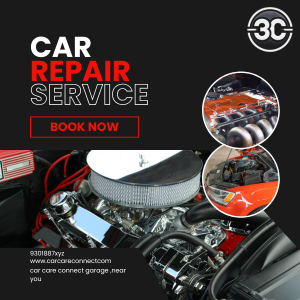 3C
CAR
REPAIR
SERVICE
BOOK NOW
9301887xyz
www.carcareconnectcom
car care connect garage ,near
you